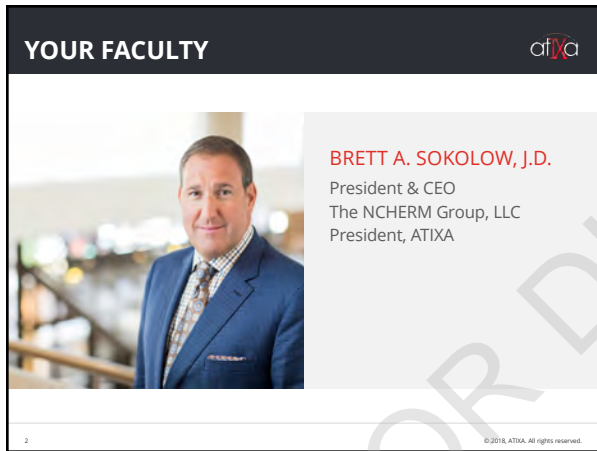 YOUR FACULTY
atIXa
BRETT A. SOKOLOW, J.D.
President & CEO
The NCHERM Group, LLC
President, ATIXA
OR D
2
© 2018, ATIXA. All rights reserved.